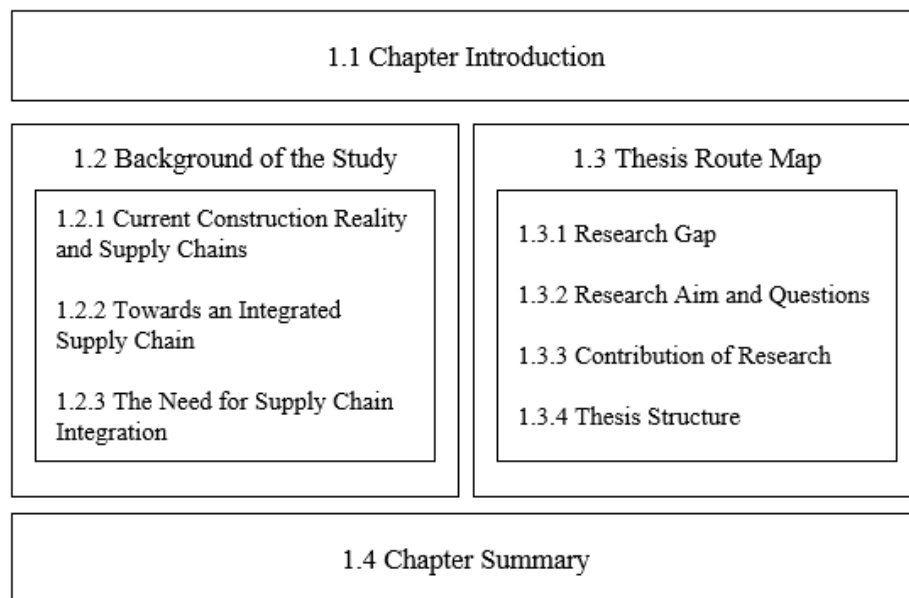 1.1 Chapter Introduction
1.2 Background of the Study
1.2.1 Current Construction Reality
and Supply Chains
1.2.2 Towards an Integrated
Supply Chain
1.2.3 The Need for Supply Chain
Integration
1.3 Thesis Route Map
1.3.1 Research Gap
1.3.2 Research Aim and Questions
1.3.3 Contribution of Research
1.3.4 Thesis Structure
1.4 Chapter Summary